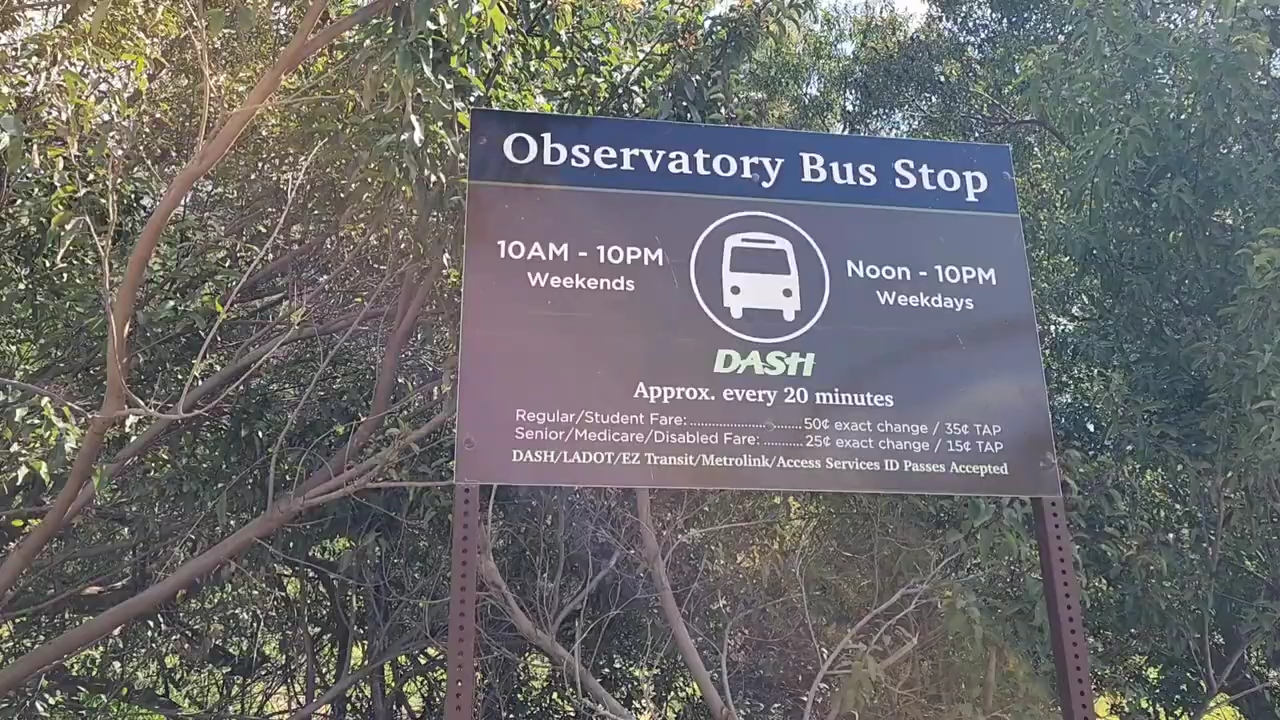 Observatory Bus Stop
10AM - 10PM
Weekends
Noon - 10PM
Weekdays
DASH
Approx. every 20 minutes
Regular/Student Fare: ........................50¢ exact change / 35¢ TAP
Senior/Medicare/Disabled Fare: ..........25¢ exact change / 15¢ TAP
DASH/LADOT/EZ Transit/Metrolink/Access Services ID Passes Accepted